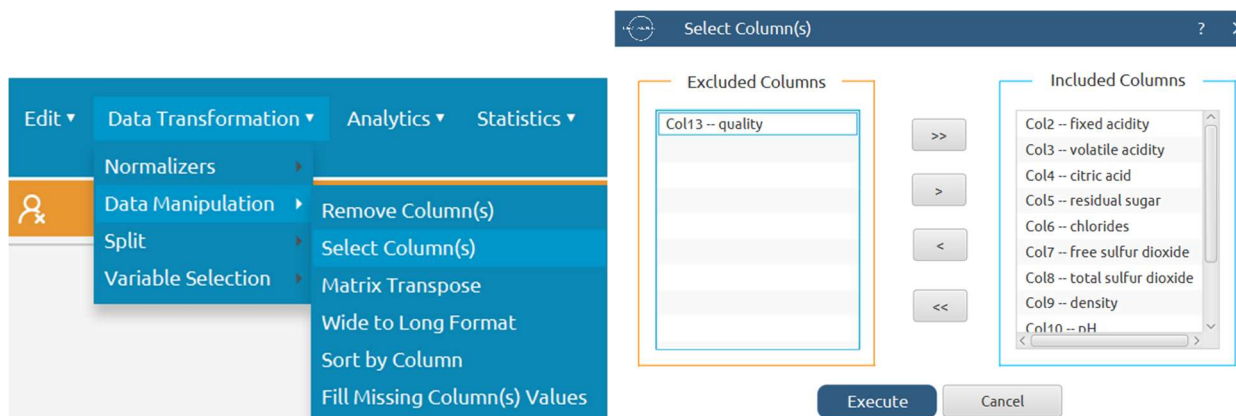 Edit ▾ Data Transformation ▾ Analytics ▾ Statistics ▾
Normalizers
Data Manipulation
Split
Variable Selection
Remove Column(s)
Select Column(s)
Matrix Transpose
Wide to Long Format
Sort by Column
Fill Missing Column(s) Values
Select Column(s) ?
Excluded Columns
Col13 -- quality
>>
>
<
<<
Included Columns
Col2 -- fixed acidity
Col3 -- volatile acidity
Col4 -- citric acid
Col5 -- residual sugar
Col6 -- chlorides
Col7 -- free sulfur dioxide
Col8 -- total sulfur dioxide
Col9 -- density
Col10 -- pH
Execute Cancel